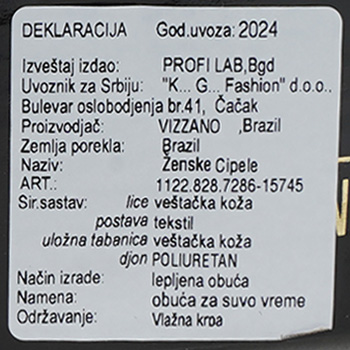 DEKLARACIJA God.uvoza: 2024
Izveštaj izdao: PROFI LAB,Bgd
Uvoznik za Srbiju: "K... G... Fashion" d.o.o..
Bulevar oslobodjenja br.41, Čačak
Proizvodjač: VIZZANO ,Brazil
Zemlja porekla: Brazil
Naziv: Ženske Cipele
ART.: 1122.828.7286-15745
Sir.sastav: lice veštačka koža
postava tekstil
uložna tabanica veštačka koža
djon POLIURETAN
Način izrade: lepljena obuća
Namena: obuća za suvo vreme
Održavanje: Vlažna krpa